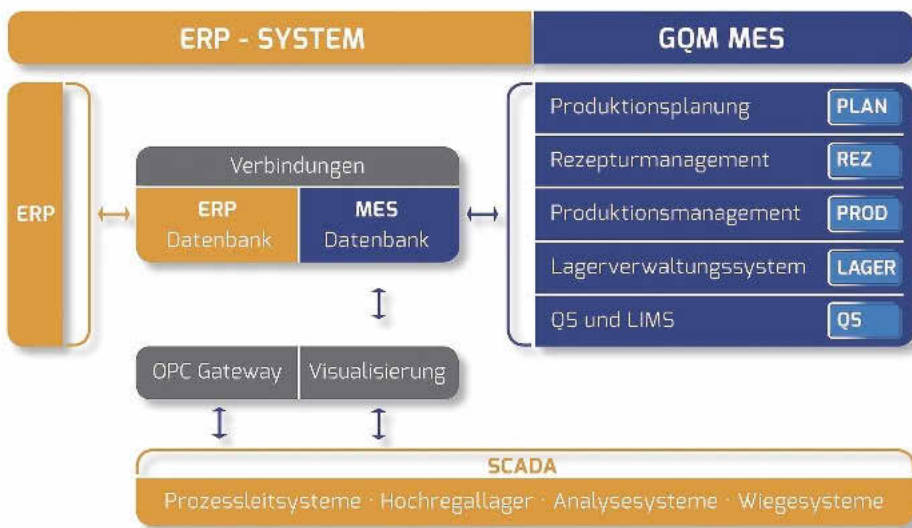 ERP - SYSTEM
GQM MES
ERP
Verbindungen
ERP
Datenbank
MES
Datenbank
Produktionsplanung
PLAN
Rezepturmanagement
REZ
Produktionsmanagement
PROD
Lagerverwaltungssystem
LAGER
QS und LIMS
QS
OPC Gateway
Visualisierung
SCADA
Prozessleitsysteme · Hochregallager · Analysesysteme · Wiegesysteme